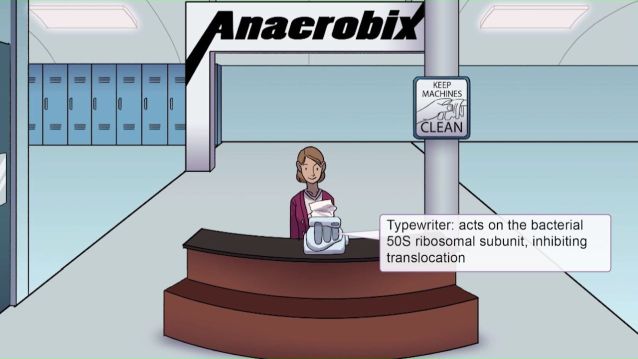 Anaerobix
KEEP
MACHINES
CLEAN
Typewriter: acts on the bacterial
50S ribosomal subunit, inhibiting
translocation